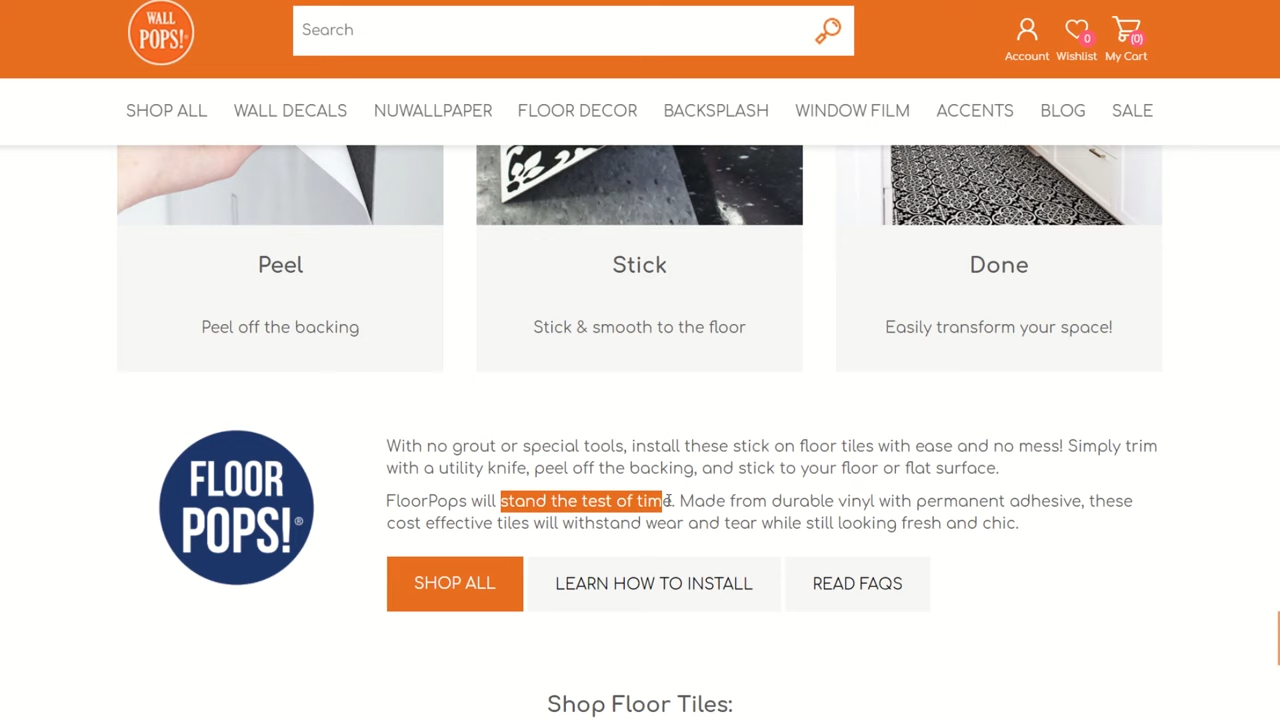 WALL
POPS!
Search
0
(0)
Account Wishlist My Cart
SHOP ALL WALL DECALS NUWALLPAPER FLOOR DECOR BACKSPLASH WINDOW FILM ACCENTS BLOG SALE
Peel Stick Done
Peel off the backing Stick & smooth to the floor Easily transform your space!
FLOOR
POPS!®
With no grout or special tools, install these stick on floor tiles with ease and no mess! Simply trim
with a utility knife, peel off the backing, and stick to your floor or flat surface.
FloorPops will stand the test of time. Made from durable vinyl with permanent adhesive, these
cost effective tiles will withstand wear and tear while still looking fresh and chic.
SHOP ALL LEARN HOW TO INSTALL READ FAQS
Shop Floor Tiles: